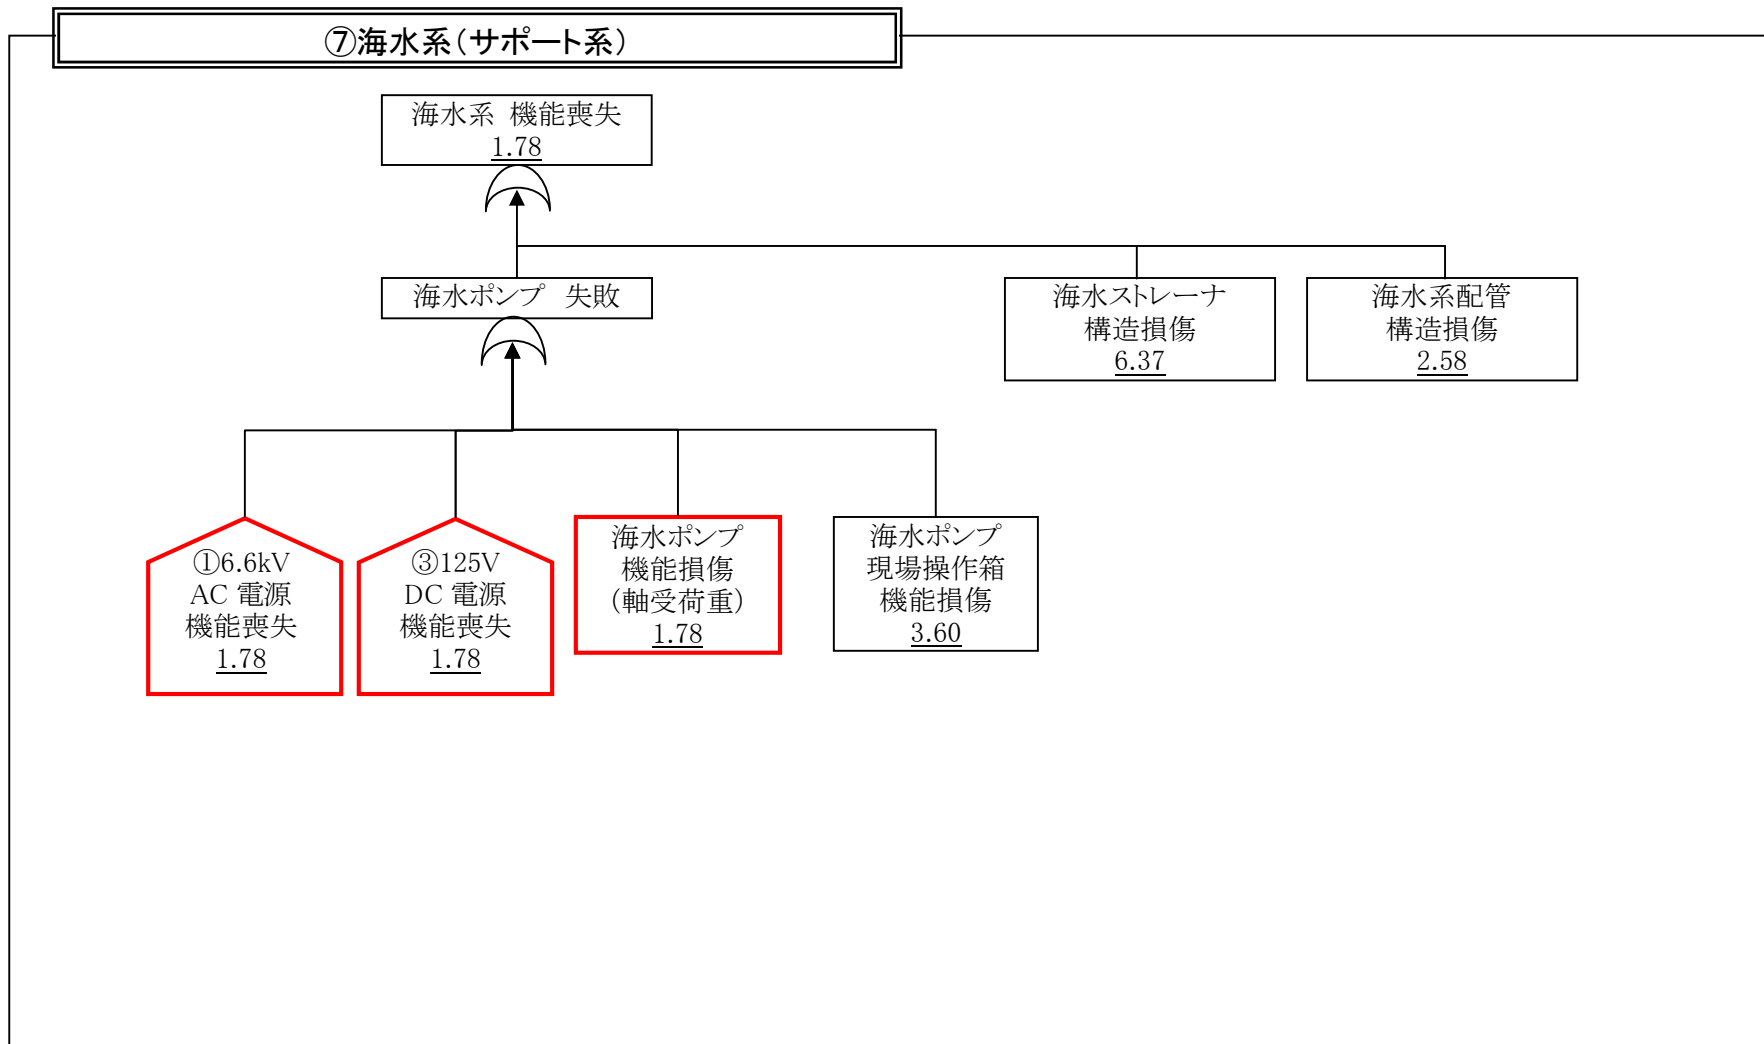 ⑦海水系(サポート系)
海水系 機能喪失
1.78
海水ポンプ 失敗
海水ストレーナ
構造損傷
6.37
海水系配管
構造損傷
2.58
①6.6kV
AC 電源
機能喪失
1.78
③125V
DC 電源
機能喪失
1.78
海水ポンプ
機能損傷
(軸受荷重)
1.78
海水ポンプ
現場操作箱
機能損傷
3.60